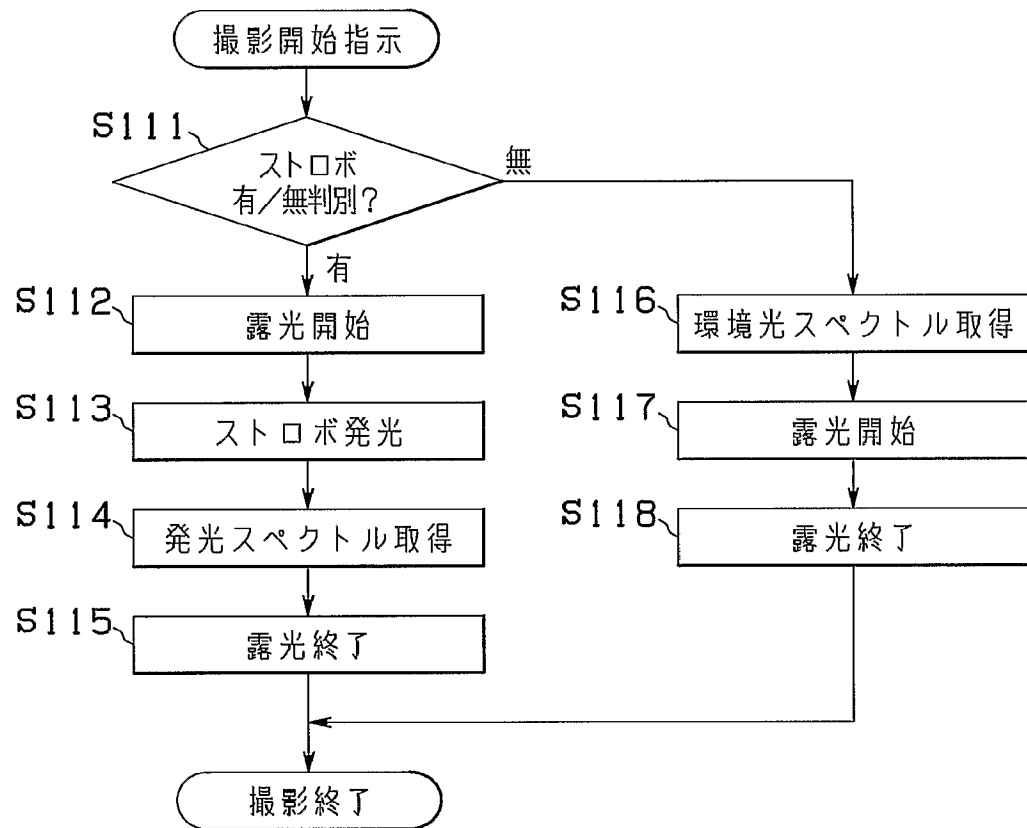 撮影開始指示
S111
ストロボ
有／無判別？
無
有
S112
露光開始
S113
ストロボ発光
S114
発光スペクトル取得
S115
露光終了
S116
環境光スペクトル取得
S117
露光開始
S118
露光終了
撮影終了